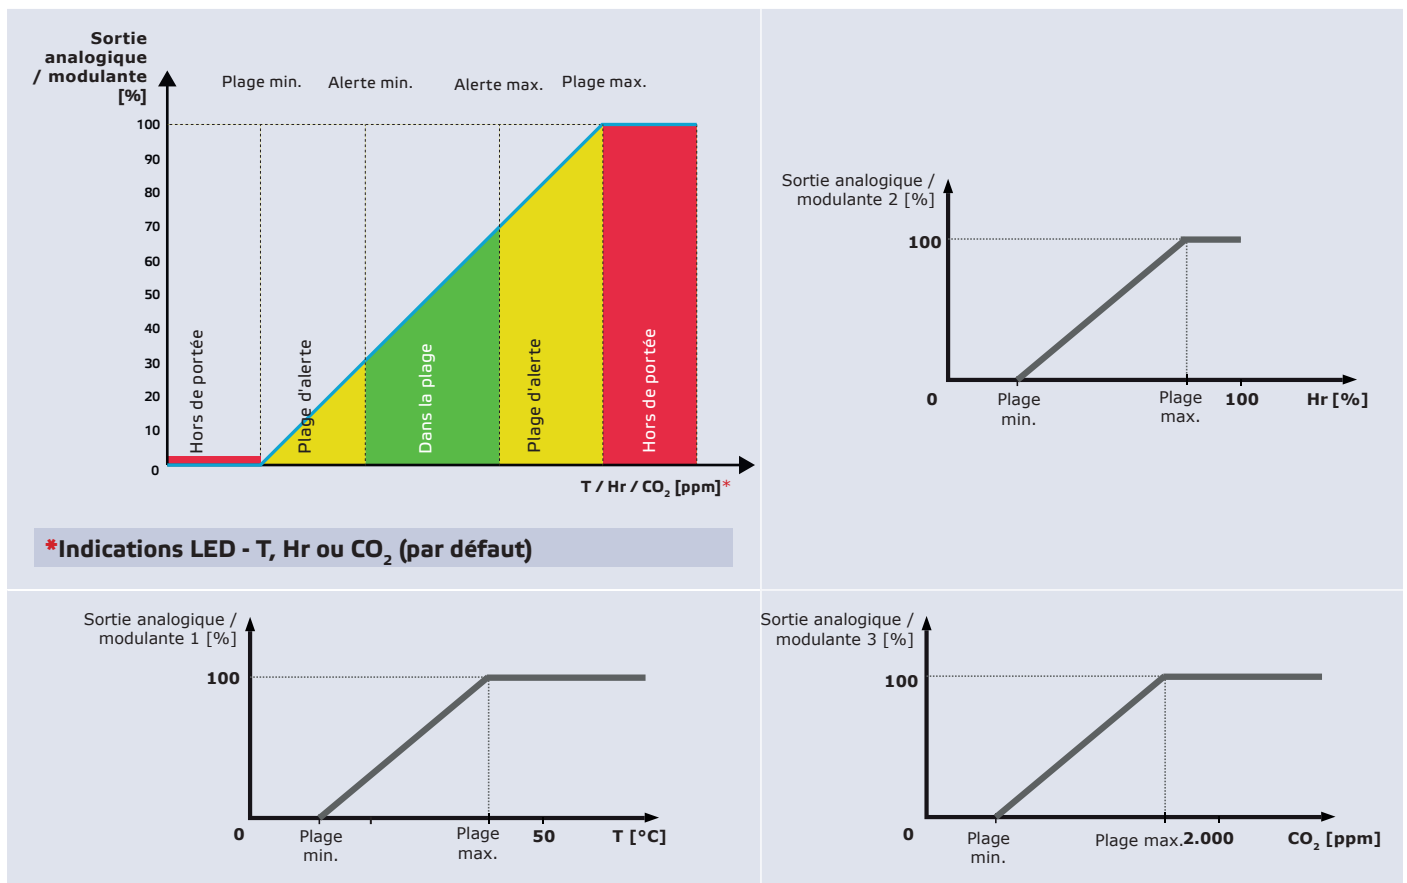 Sortie
analogique
/ modulante
[%]
Plage min.
Alerte min.
Alerte max.
Plage max.
100
90
80
70
60
50
40
30
20
10
0
Hors de portée
Plage d'alerte
Dans la plage
Plage d'alerte
Hors de portée
T / Hr / CO₂ [ppm]*
*Indications LED - T, Hr ou CO₂ (par défaut)
Sortie analogique /
modulante 2 [%]
100
0
Plage
min.
Plage
max.
100
Hr [%]
Sortie analogique /
modulante 1 [%]
100
0
Plage
min.
Plage
max.
50
T [°C]
Sortie analogique /
modulante 3 [%]
100
0
Plage
min.
Plage max.
2.000
CO₂ [ppm]